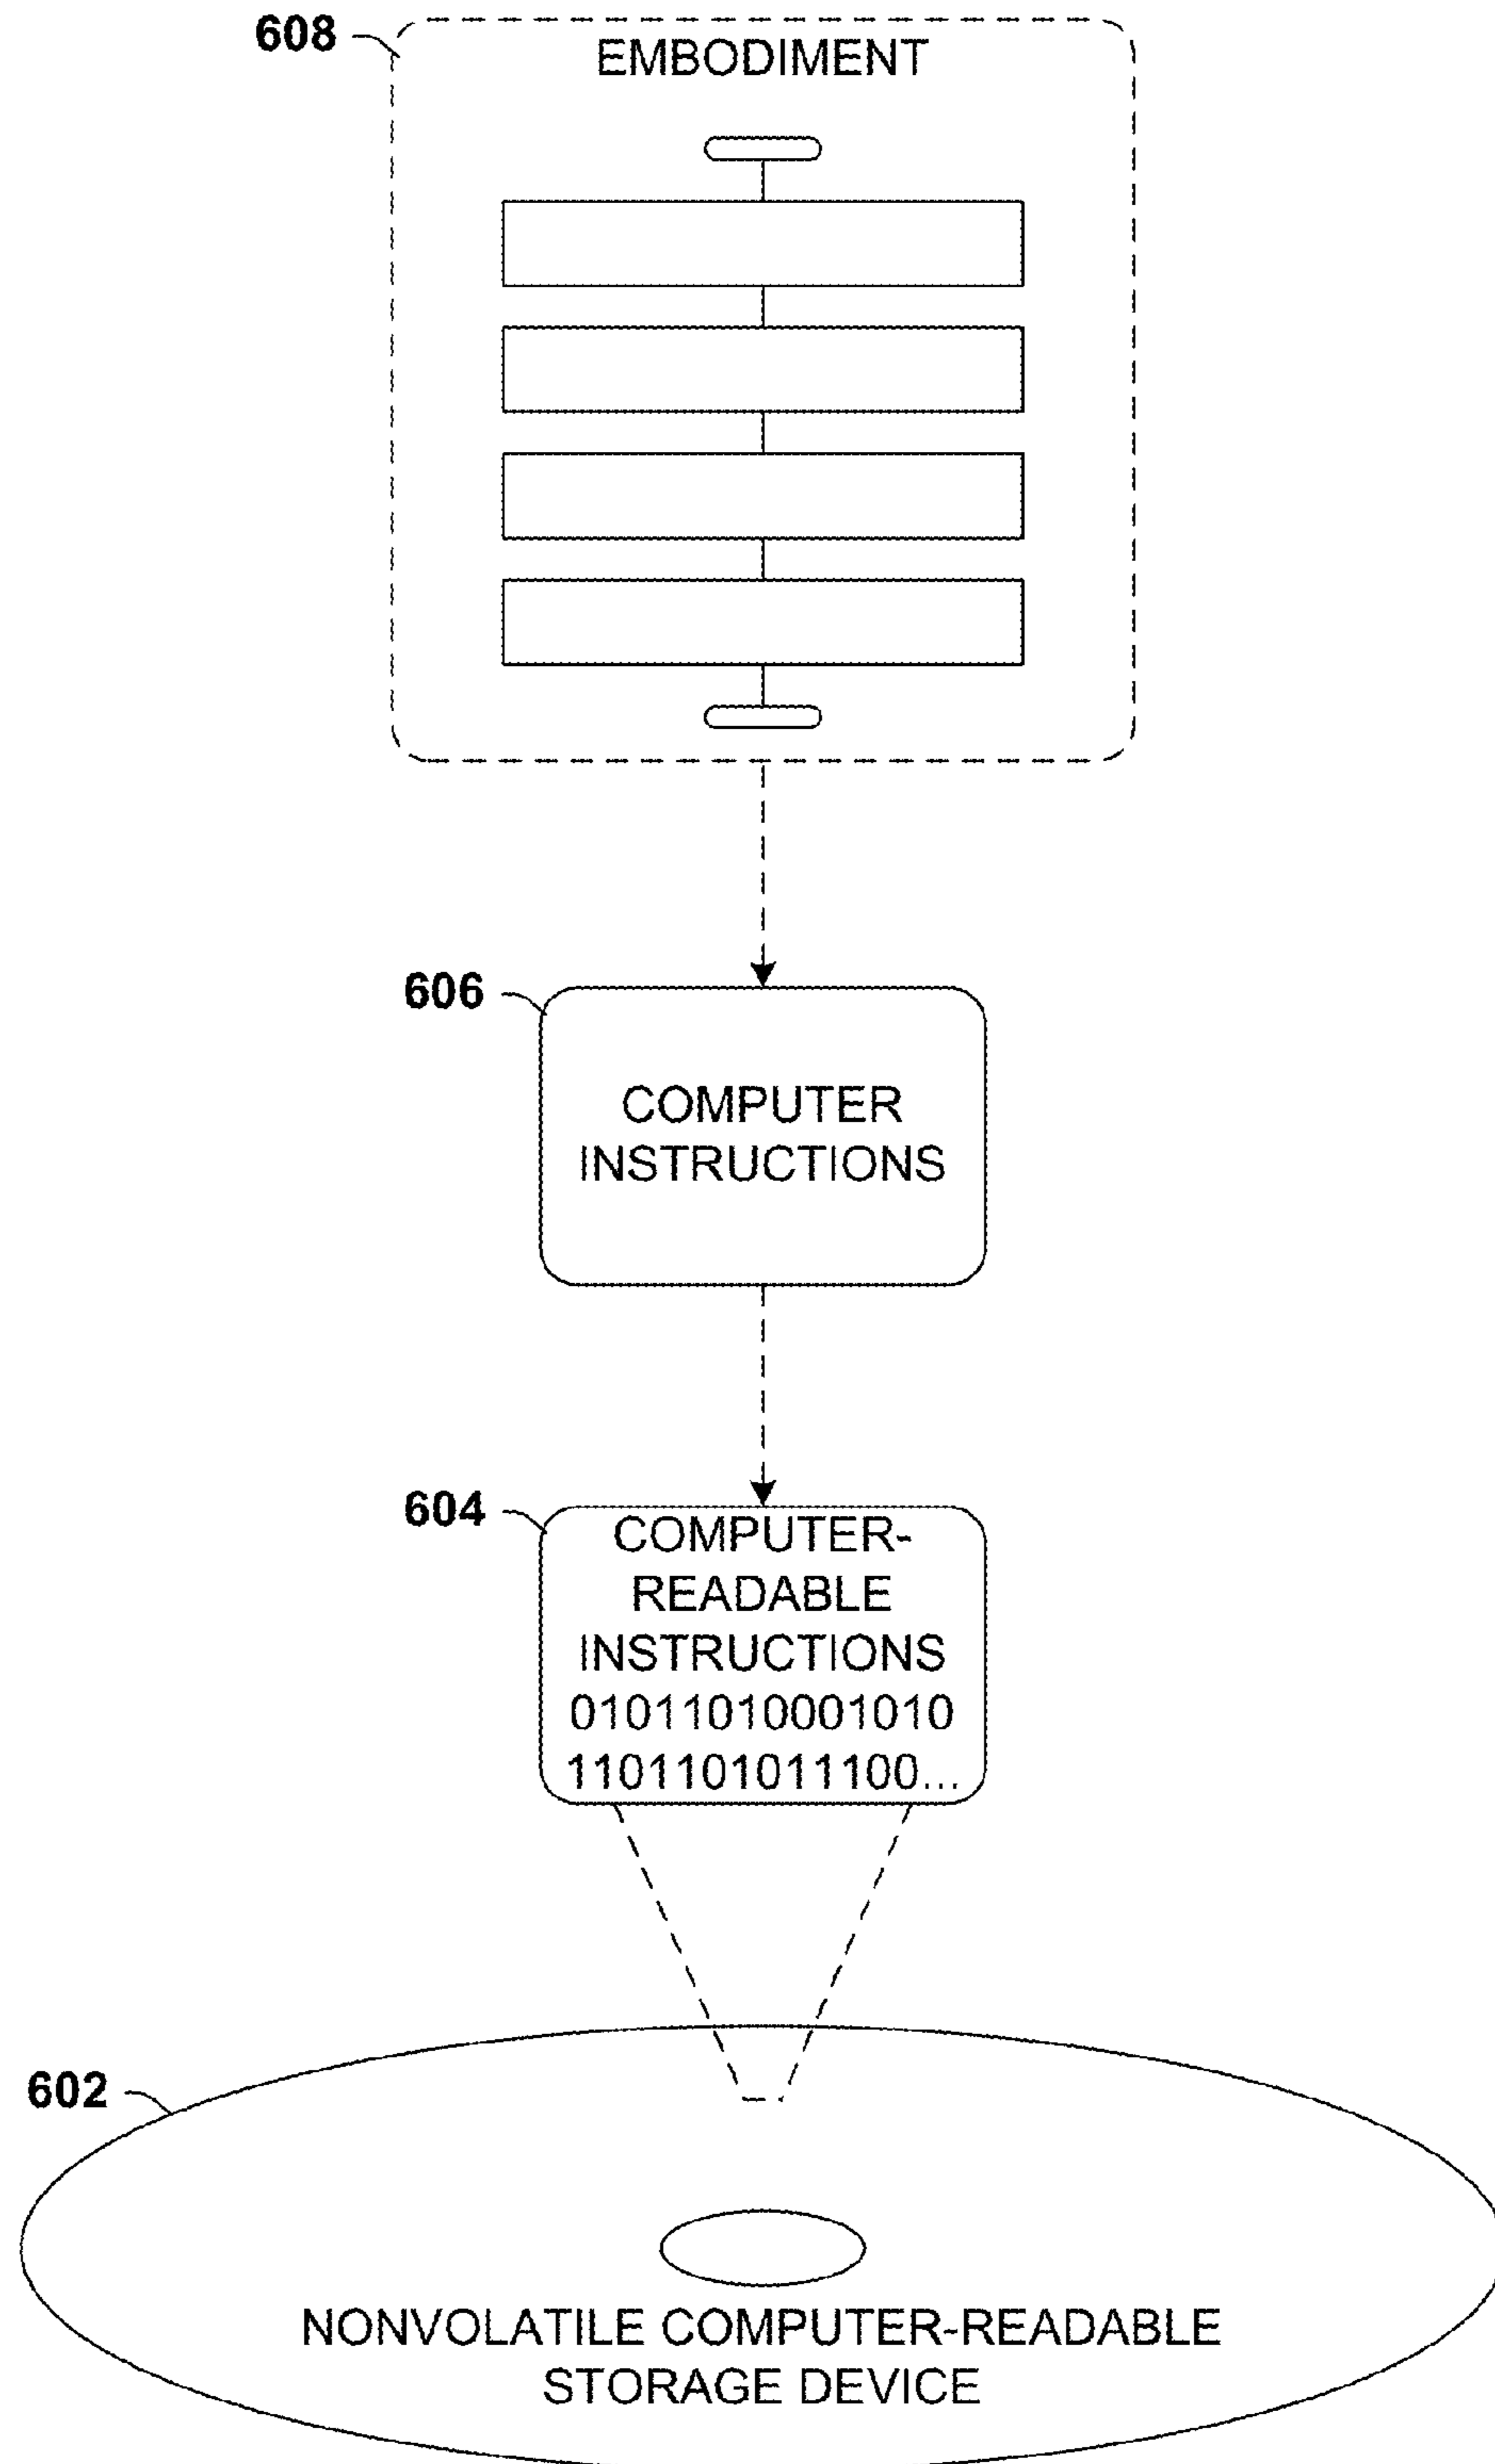 608
EMBODIMENT
606
COMPUTER
INSTRUCTIONS
604
COMPUTER-
READABLE
INSTRUCTIONS
01011010001010
1101101011100...
602
NONVOLATILE COMPUTER-READABLE
STORAGE DEVICE